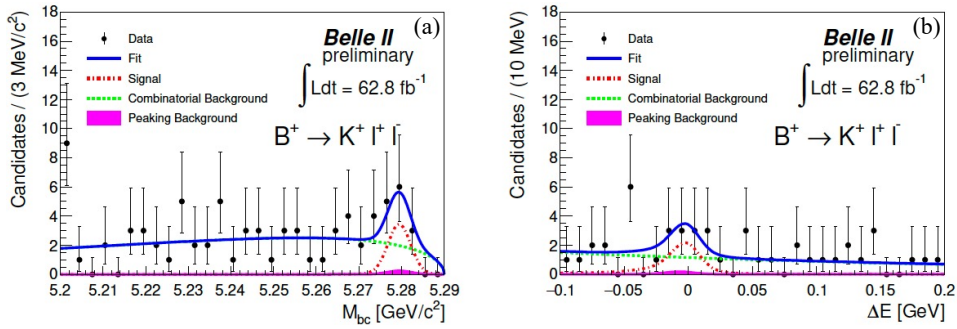 (a)
Belle II
preliminary
∫ Ldt = 62.8 fb⁻¹
Data
Fit
Signal
Combinatorial Background
Peaking Background
B⁺ → K⁺ l⁺ l⁻
Candidates / (3 MeV/c²)
18
16
14
12
10
8
6
4
2
0
5.2 5.21 5.22 5.23 5.24 5.25 5.26 5.27 5.28 5.29
M_bc [GeV/c²]
(b)
Belle II
preliminary
∫ Ldt = 62.8 fb⁻¹
Data
Fit
Signal
Combinatorial Background
Peaking Background
B⁺ → K⁺ l⁺ l⁻
Candidates / (10 MeV)
18
16
14
12
10
8
6
4
2
0
−0.1 −0.05 0 0.05 0.1 0.15 0.2
ΔE [GeV]